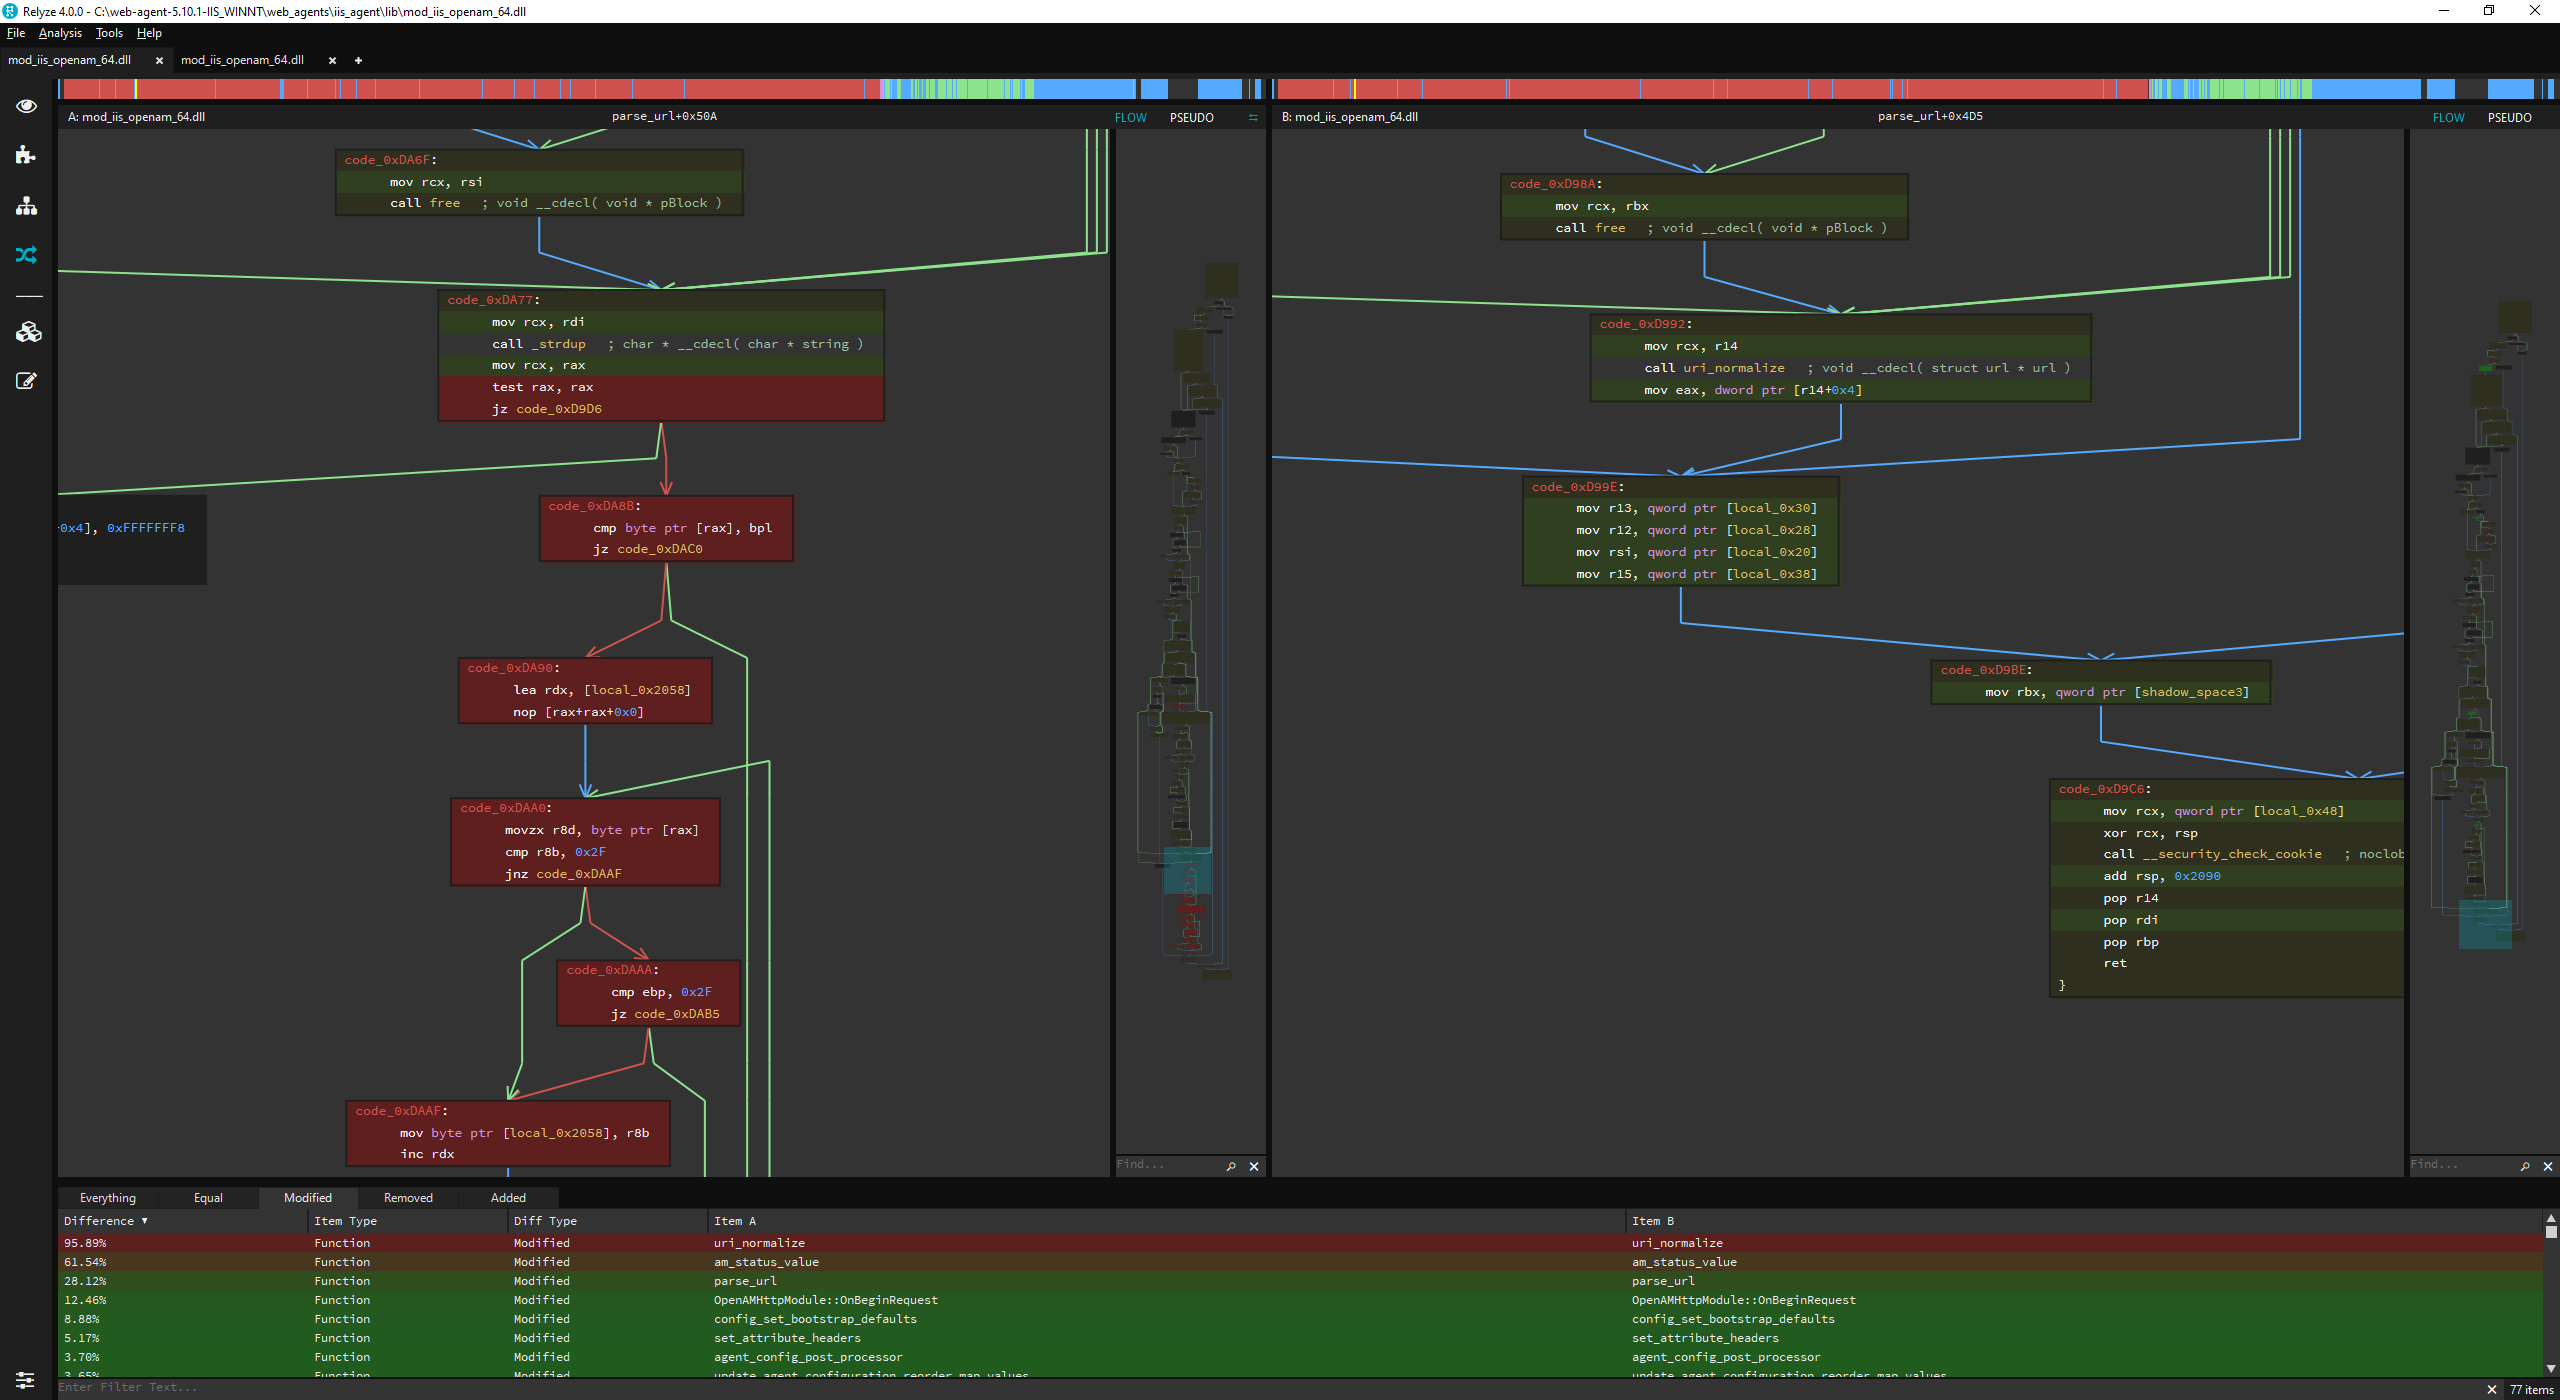 Relyze 4.0.0 - C:\web-agent-5.10.1-IIS_WINNT\web_agents\iis_agent\lib\mod_iis_openam_64.dll
File Analysis Tools Help
mod_iis_openam_64.dll × mod_iis_openam_64.dll × +
A: mod_iis_openam_64.dll parse_url+0x50A FLOW PSEUDO
code_0xDA6F:
mov rcx, rsi
call free ; void __cdecl( void * pBlock )
code_0xDA77:
mov rcx, rdi
call _strdup ; char * __cdecl( char * string )
mov rcx, rax
test rax, rax
jz code_0xD9D6
0x4], 0xFFFFFFF8
code_0xDA8B:
cmp byte ptr [rax], bpl
jz code_0xDAC0
code_0xDA90:
lea rdx, [local_0x2058]
nop [rax+rax+0x0]
code_0xDAA0:
movzx r8d, byte ptr [rax]
cmp r8b, 0x2F
jnz code_0xDAAF
code_0xDAAA:
cmp ebp, 0x2F
jz code_0xDAB5
code_0xDAAF:
mov byte ptr [local_0x2058], r8b
inc rdx
Find...
B: mod_iis_openam_64.dll parse_url+0x4D5 FLOW PSEUDO
code_0xD98A:
mov rcx, rbx
call free ; void __cdecl( void * pBlock )
code_0xD992:
mov rcx, r14
call uri_normalize ; void __cdecl( struct url * url )
mov eax, dword ptr [r14+0x4]
code_0xD99E:
mov r13, qword ptr [local_0x30]
mov r12, qword ptr [local_0x28]
mov rsi, qword ptr [local_0x20]
mov r15, qword ptr [local_0x38]
code_0xD9BE:
mov rbx, qword ptr [shadow_space3]
code_0xD9C6:
mov rcx, qword ptr [local_0x48]
xor rcx, rsp
call __security_check_cookie ; noclob
add rsp, 0x2090
pop r14
pop rdi
pop rbp
ret
}
Find...
Everything Equal Modified Removed Added
Difference ▼ Item Type Diff Type Item A Item B
95.89% Function Modified uri_normalize uri_normalize
61.54% Function Modified am_status_value am_status_value
28.12% Function Modified parse_url parse_url
12.46% Function Modified OpenAMHttpModule::OnBeginRequest OpenAMHttpModule::OnBeginRequest
8.88% Function Modified config_set_bootstrap_defaults config_set_bootstrap_defaults
5.17% Function Modified set_attribute_headers set_attribute_headers
3.70% Function Modified agent_config_post_processor agent_config_post_processor
3.65% Function Modified update_agent_configuration_reorder_map_values update_agent_configuration_reorder_map_values
Enter Filter Text... 77 items